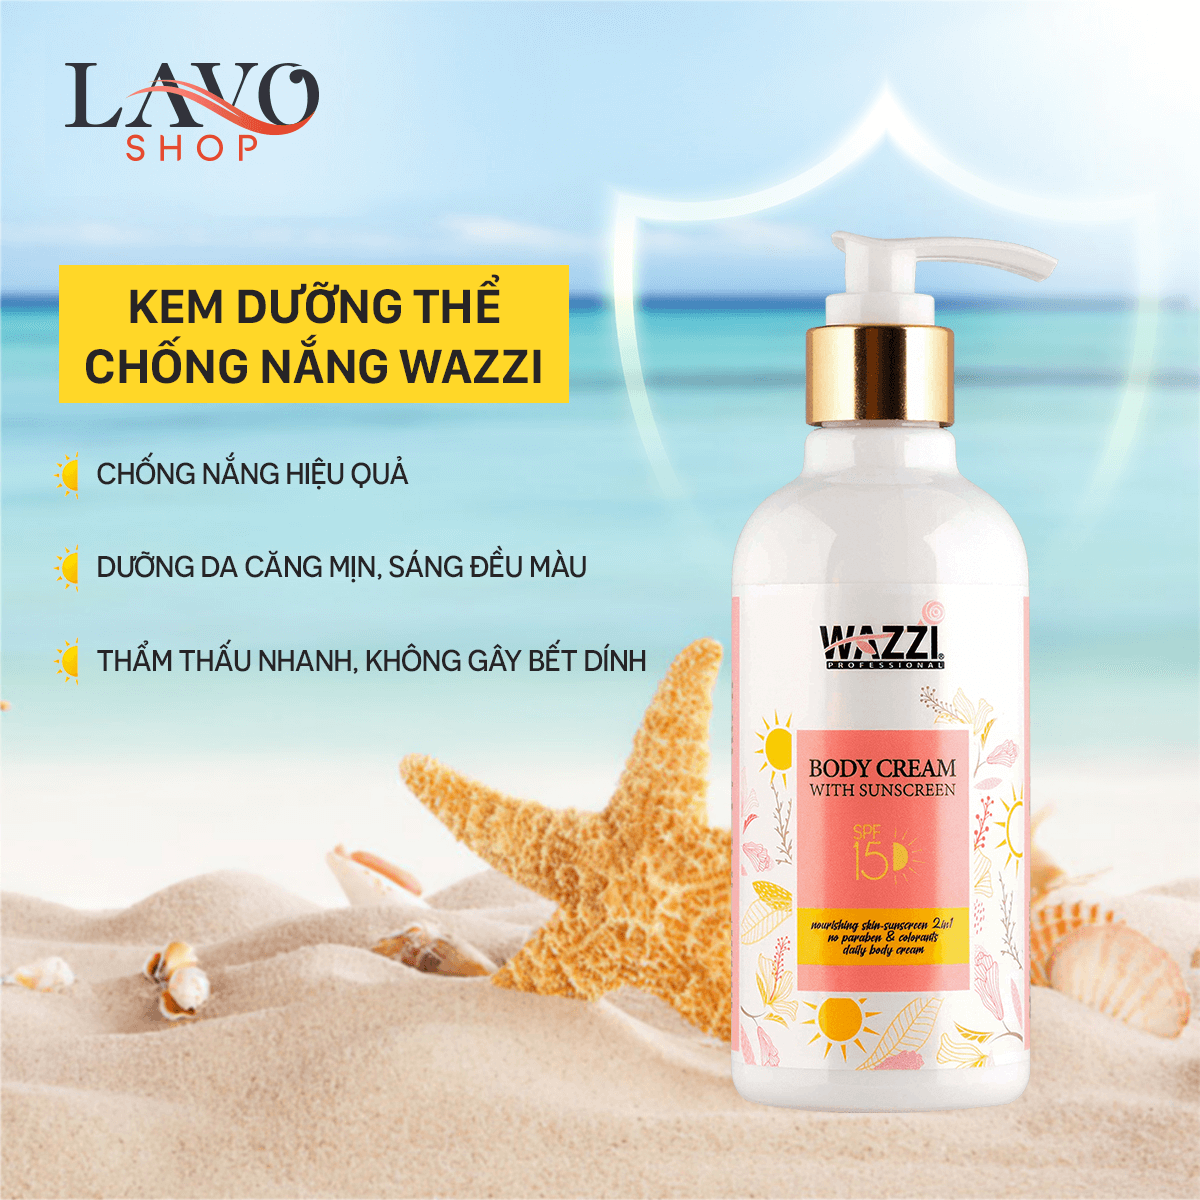 LAVO
SHOP
KEM DƯỠNG THỂ
CHỐNG NẮNG WAZZI
CHỐNG NẮNG HIỆU QUẢ
DƯỠNG DA CĂNG MỊN, SÁNG ĐỀU MÀU
THẨM THẤU NHANH, KHÔNG GÂY BẾT DÍNH
WAZZI®
PROFESSIONAL
BODY CREAM
WITH SUNSCREEN
SPF
15
nourishing skin-sunscreen 2in1
no paraben & colorants
daily body cream